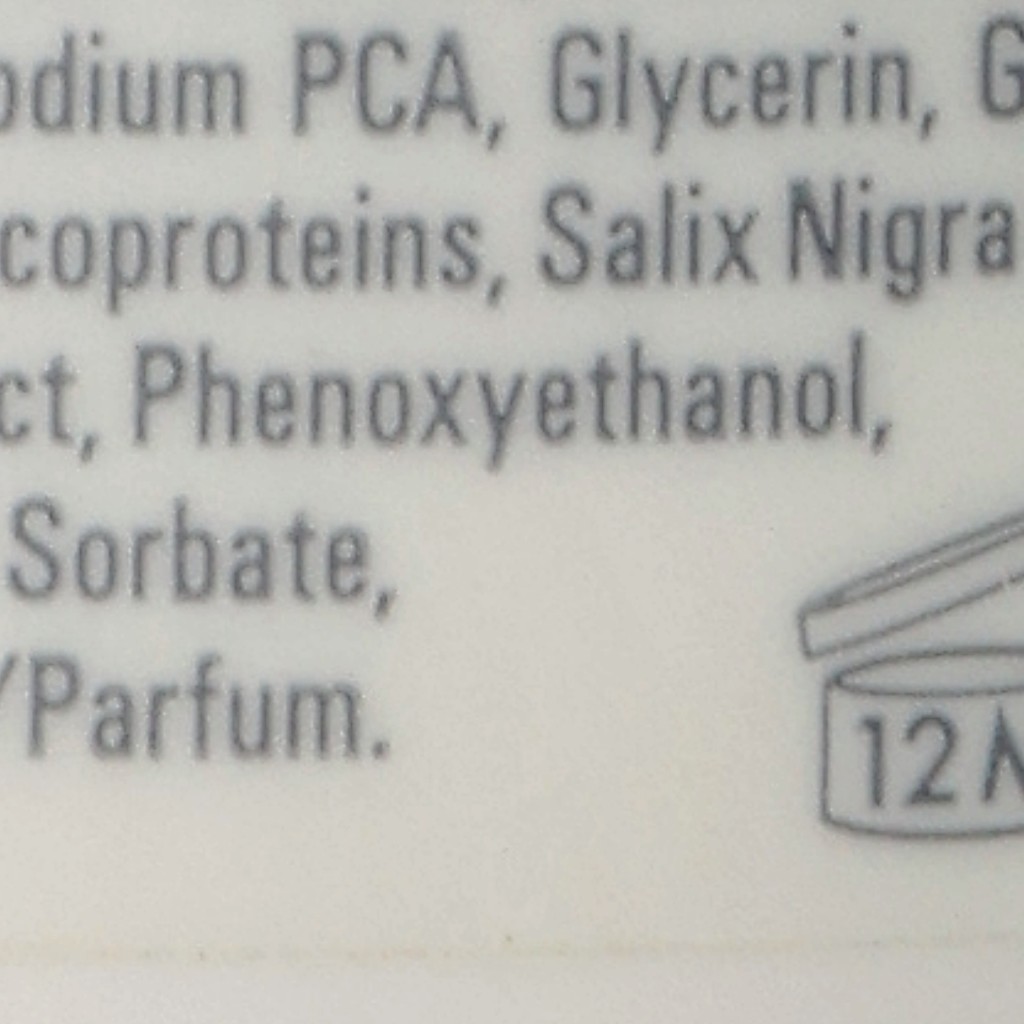 odium PCA, Glycerin, G
coproteins, Salix Nigra
ct, Phenoxyethanol,
Sorbate,
/Parfum.
12 M